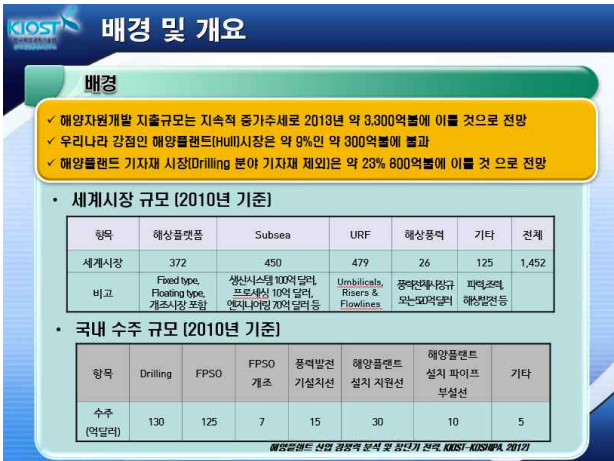 KIOST
배경 및 개요
배경
✓ 해양자원개발 지출규모는 지속적 증가추세로 2013년 약 3,300억불에 이를 것으로 전망
✓ 우리나라 강점인 해양플랜트(Hull)시장은 약 9%인 약 300억불에 불과
✓ 해양플랜트 기자재 시장(Drilling 분야 기자재 제외)은 약 23% 800억불에 이를 것 으로 전망
• 세계시장 규모 (2010년 기준)
항목 해상플랫폼 Subsea URF 해상풍력 기타 전체
세계시장 372 450 479 26 125 1,452
비고 Fixed type, 생산시스템 100억 달러, Umbilicals, 풍력전체시장규 파력,조력,
Floating type, 프로세싱 10억 달러, Risers & 모는520억달러 해상발전 등
개조시장 포함 엔지니어링 70억 달러 등 Flowlines
• 국내 수주 규모 (2010년 기준)
항목 Drilling FPSO FPSO 개조 풍력발전 기설치선 해양플랜트 설치 지원선 해양플랜트 설치 파이프 부설선 기타
수주 (억달러) 130 125 7 15 30 10 5
해양플랜트 산업 경쟁력 분석 및 중장기 전략, KIOST-KOSHIPA, 2012)